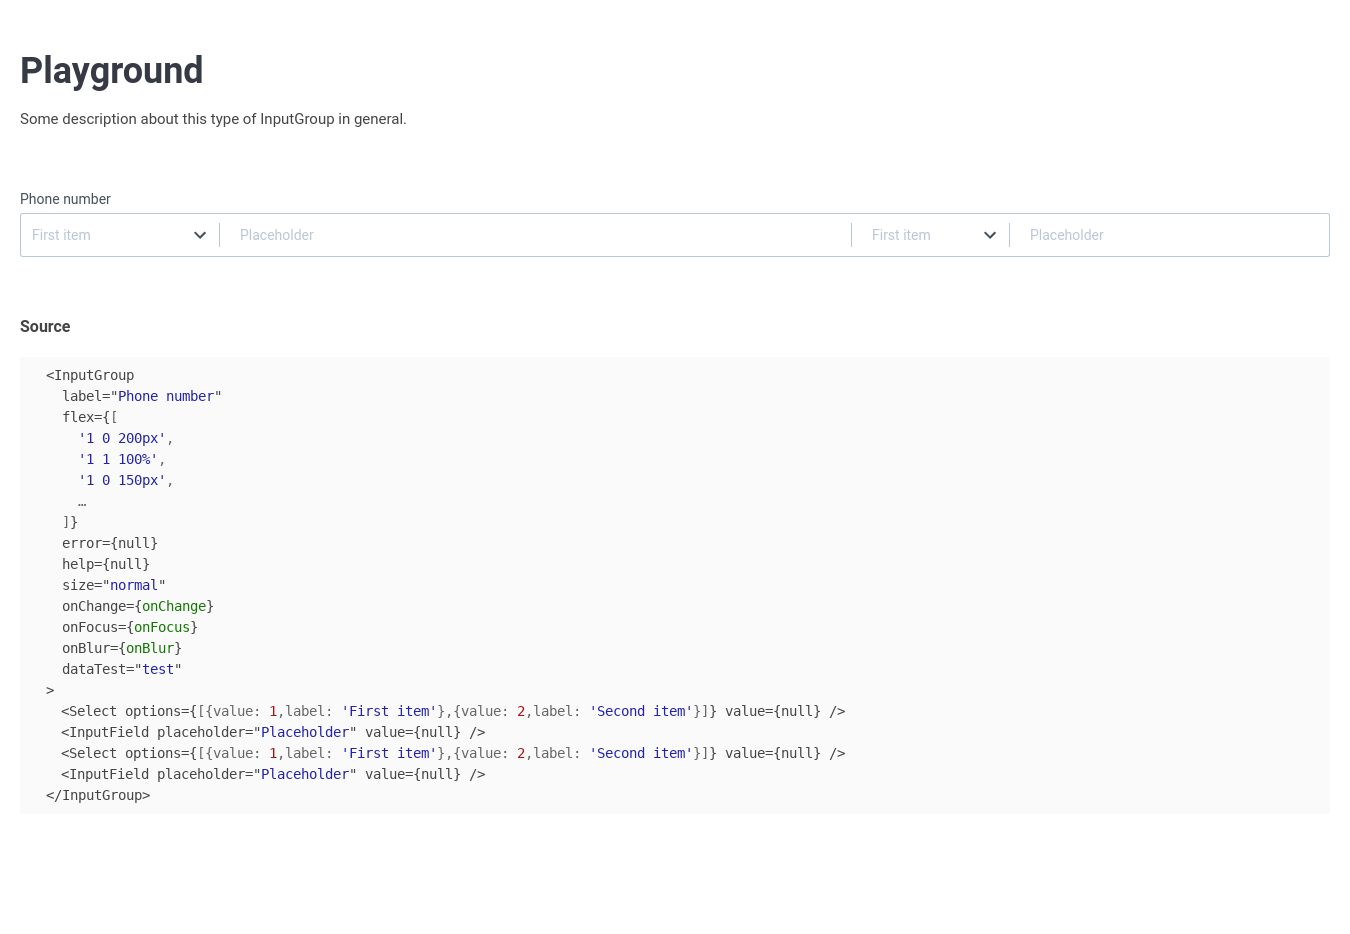 Playground
Some description about this type of InputGroup in general.
Phone number
First item Placeholder First item Placeholder
Source
<InputGroup
  label="Phone number"
  flex={[
    '1 0 200px',
    '1 1 100%',
    '1 0 150px',
    …
  ]}
  error={null}
  help={null}
  size="normal"
  onChange={onChange}
  onFocus={onFocus}
  onBlur={onBlur}
  dataTest="test"
>
  <Select options={[{value: 1,label: 'First item'},{value: 2,label: 'Second item'}]} value={null} />
  <InputField placeholder="Placeholder" value={null} />
  <Select options={[{value: 1,label: 'First item'},{value: 2,label: 'Second item'}]} value={null} />
  <InputField placeholder="Placeholder" value={null} />
</InputGroup>